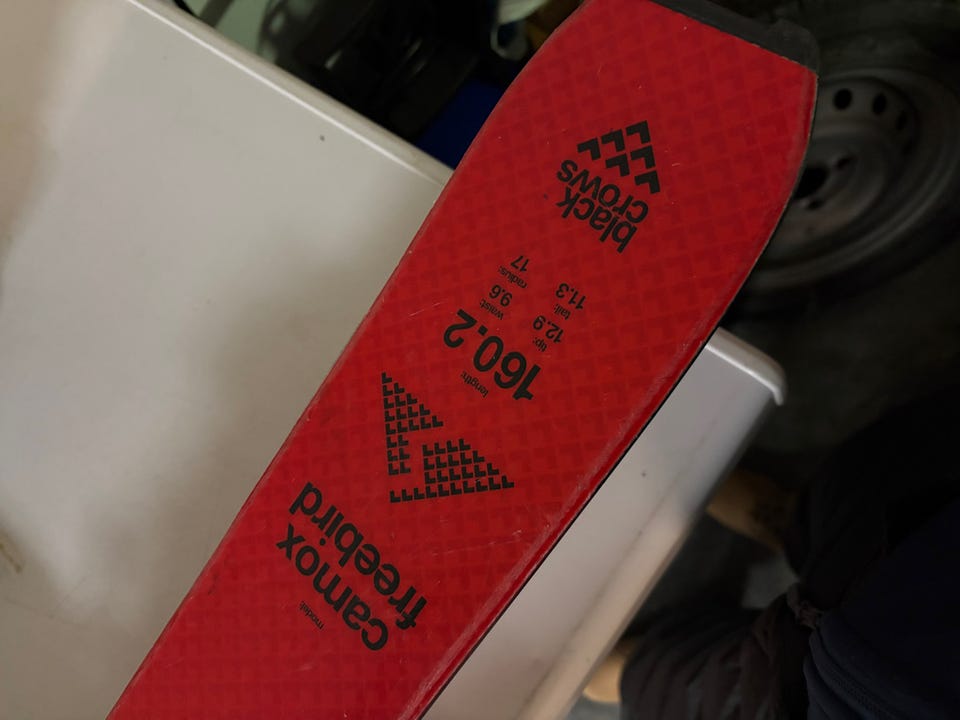 model:
camox
freebird
length:
160.2
tip:
12.9
tail:
11.3
waist:
9.6
radius:
17
black
crows